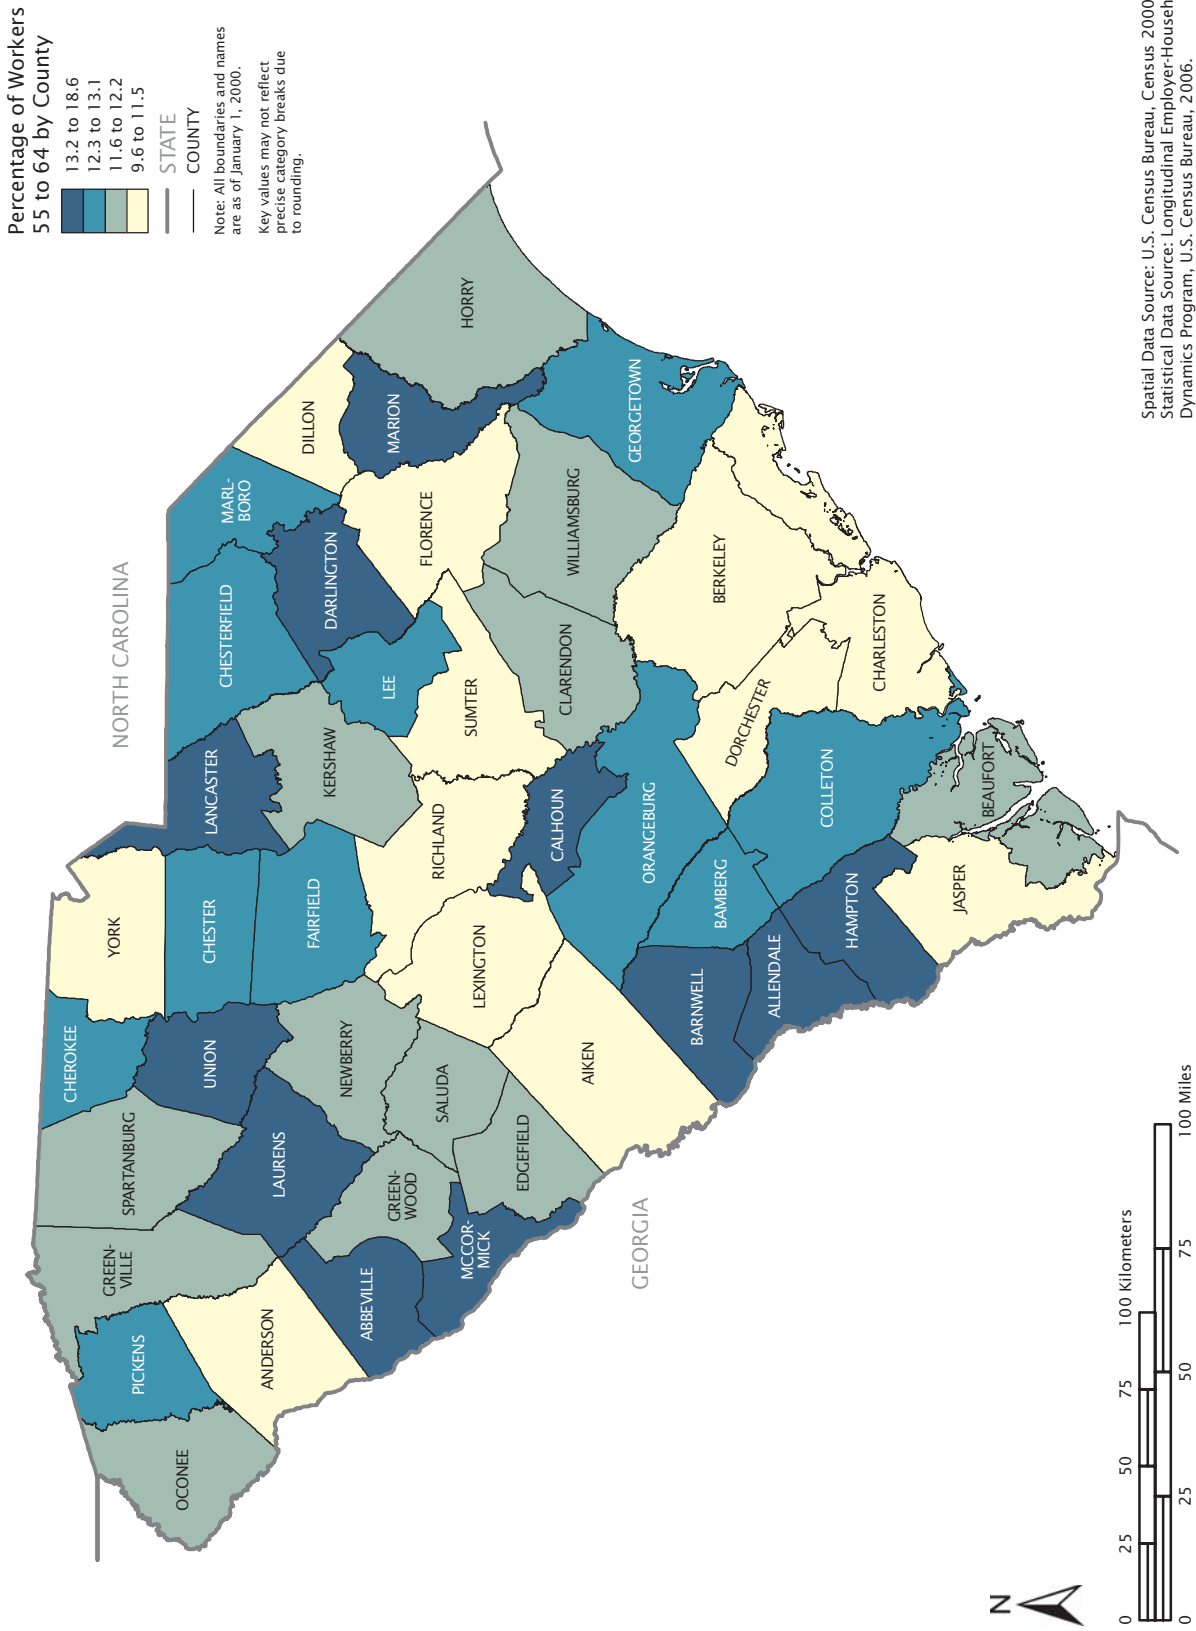 Percentage of Workers
55 to 64 by County
13.2 to 18.6
12.3 to 13.1
11.6 to 12.2
9.6 to 11.5
STATE
COUNTY
Note: All boundaries and names
are as of January 1, 2000.
Key values may not reflect
precise category breaks due
to rounding.
NORTH CAROLINA
GEORGIA
OCONEE
PICKENS
GREEN-
VILLE
SPARTANBURG
CHEROKEE
YORK
ANDERSON
LAURENS
UNION
CHESTER
LANCASTER
CHESTERFIELD
MARL-
BORO
DILLON
ABBEVILLE
GREEN-
WOOD
NEWBERRY
FAIRFIELD
KERSHAW
DARLINGTON
LEE
MARION
FLORENCE
HORRY
MCCOR-
MICK
SALUDA
EDGEFIELD
LEXINGTON
RICHLAND
SUMTER
AIKEN
CALHOUN
CLARENDON
WILLIAMSBURG
GEORGETOWN
ORANGEBURG
BARNWELL
BAMBERG
ALLENDALE
DORCHESTER
BERKELEY
HAMPTON
COLLETON
CHARLESTON
JASPER
BEAUFORT
N
0 25 50 75 100 Kilometers
0 25 50 75 100 Miles
Spatial Data Source: U.S. Census Bureau, Census 2000
Statistical Data Source: Longitudinal Employer-Househ
Dynamics Program, U.S. Census Bureau, 2006.